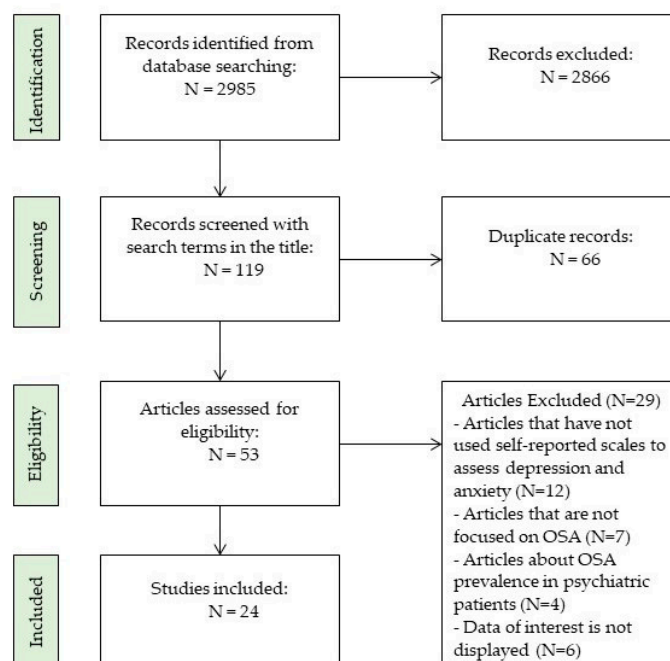 Identification
Records identified from
database searching:
N = 2985
Records excluded:
N = 2866
Screening
Records screened with
search terms in the title:
N = 119
Duplicate records:
N = 66
Eligibility
Articles assessed for
eligibility:
N = 53
Articles Excluded (N=29)
- Articles that have not
used self-reported scales to
assess depression and
anxiety (N=12)
- Articles that are not
focused on OSA (N=7)
- Articles about OSA
prevalence in psychiatric
patients (N=4)
- Data of interest is not
displayed (N=6)
Included
Studies included:
N = 24